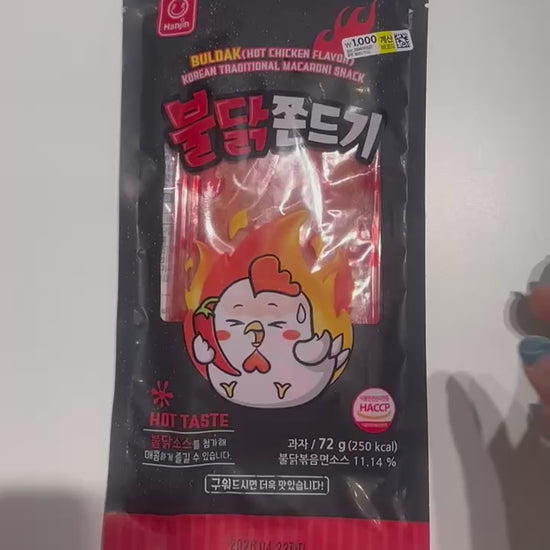 Hanjin
₩1,000 계산
BULDAK(HOT CHICKEN FLAVOR)
KOREAN TRADITIONAL MACARONI SNACK
불닭쫀드기
HOT TASTE
불닭소스를 첨가해
매콤하게 즐길 수 있습니다.
HACCP
과자 / 72 g (250 kcal)
불닭볶음면소스 11.14 %
구워드시면 더욱 맛있습니다!